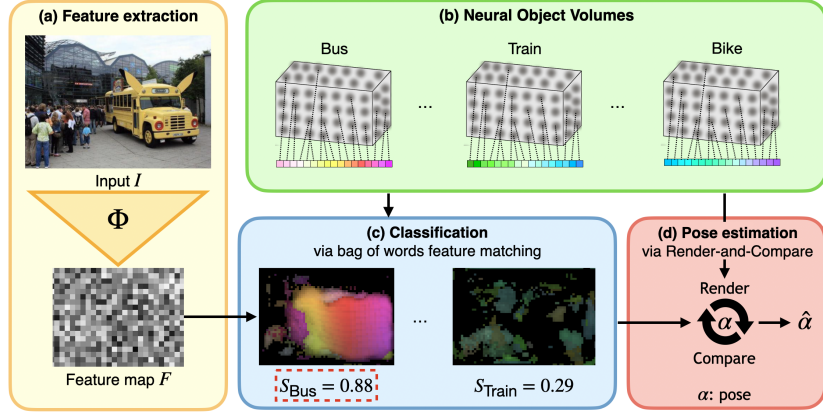 (a) Feature extraction
Input I
Φ
Feature map F
(b) Neural Object Volumes
Bus
Train
Bike
...
...
(c) Classification
via bag of words feature matching
...
S_Bus = 0.88
S_Train = 0.29
(d) Pose estimation
via Render-and-Compare
Render
α
Compare
α̂
α: pose